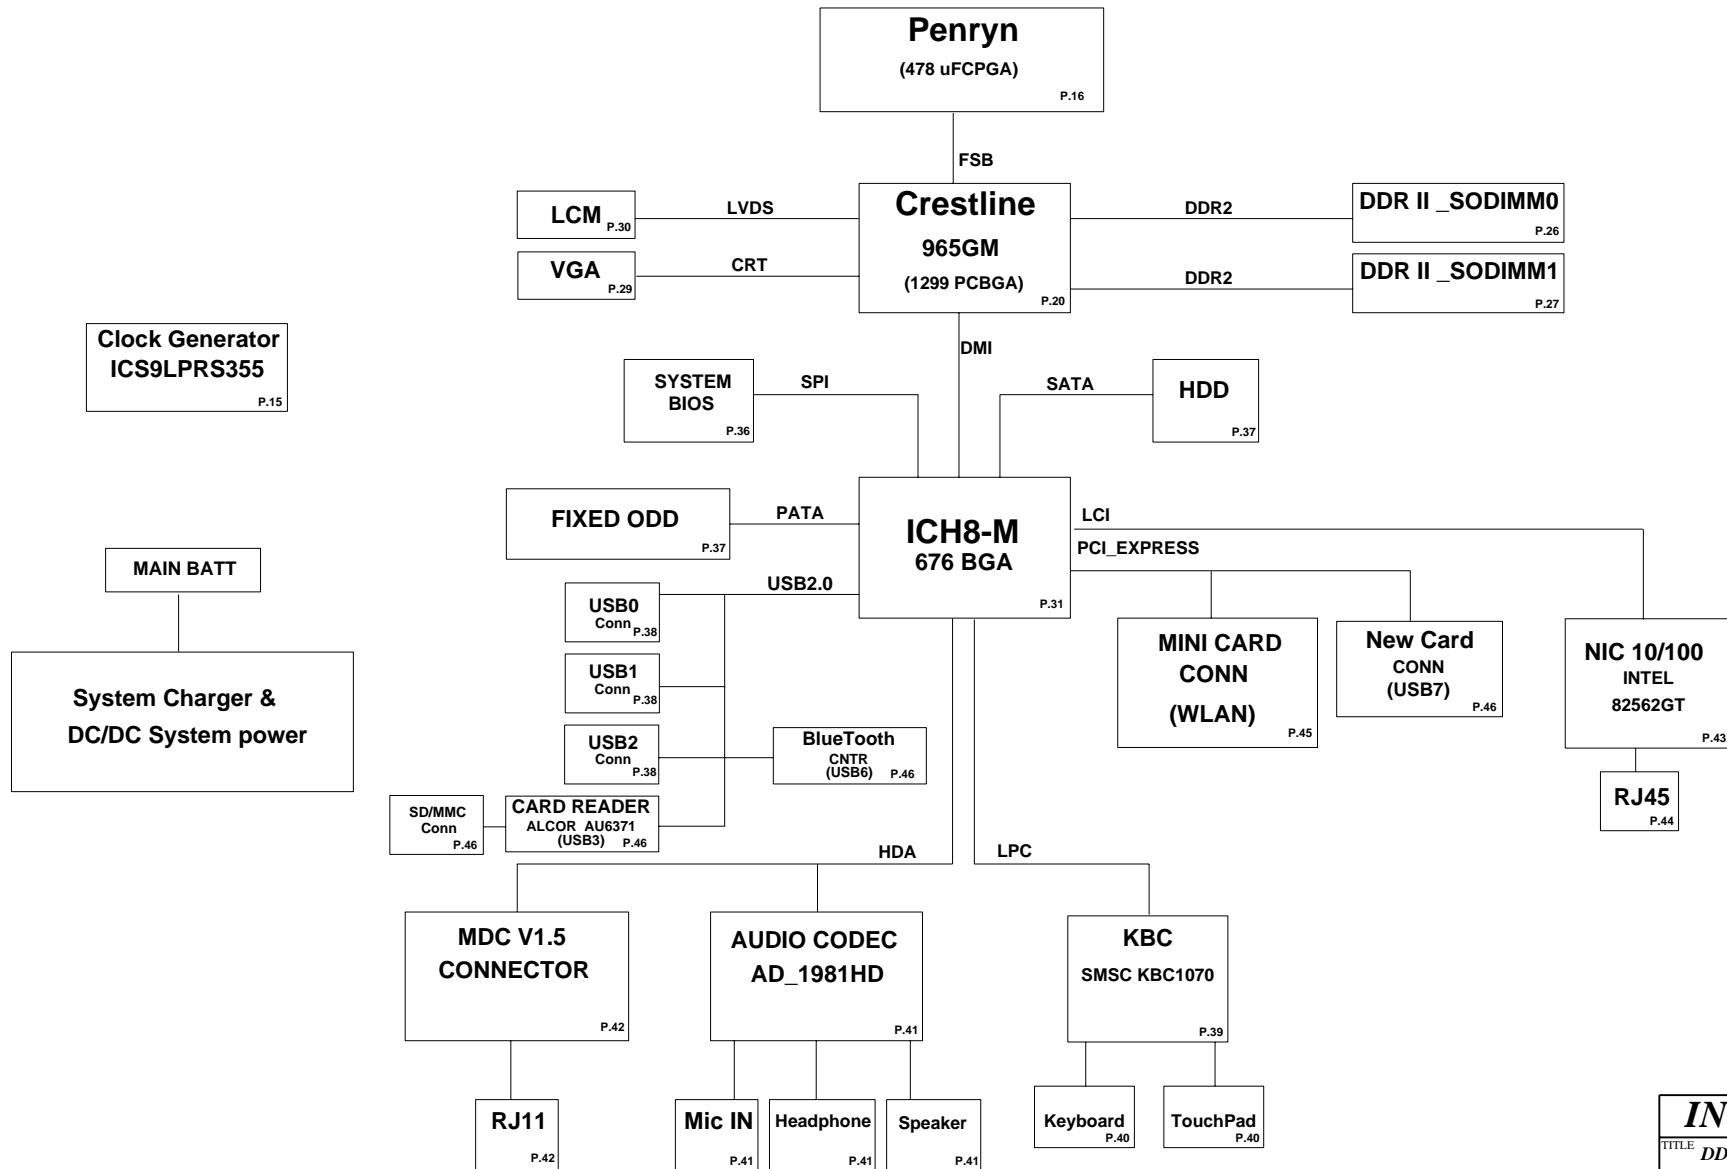 Penryn
(478 uFCPGA)
P.16
FSB
LCM
P.30
LVDS
Crestline
965GM
(1299 PCBGA)
P.20
DDR2
DDR II _SODIMM0
P.26
VGA
P.29
CRT
DDR2
DDR II _SODIMM1
P.27
Clock Generator
ICS9LPRS355
P.15
DMI
SYSTEM
BIOS
P.36
SPI
SATA
HDD
P.37
FIXED ODD
P.37
PATA
ICH8-M
676 BGA
P.31
LCI
PCI_EXPRESS
MAIN BATT
System Charger &
DC/DC System power
USB2.0
USB0
Conn
P.38
USB1
Conn
P.38
USB2
Conn
P.38
BlueTooth
CNTR
(USB6)
P.46
SD/MMC
Conn
P.46
CARD READER
ALCOR AU6371
(USB3)
P.46
MINI CARD
CONN
(WLAN)
P.45
New Card
CONN
(USB7)
P.46
NIC 10/100
INTEL
82562GT
P.43
RJ45
P.44
HDA
LPC
MDC V1.5
CONNECTOR
P.42
AUDIO CODEC
AD_1981HD
P.41
KBC
SMSC KBC1070
P.39
RJ11
P.42
Mic IN
P.41
Headphone
P.41
Speaker
P.41
Keyboard
P.40
TouchPad
P.40
IN
TITLE
DD